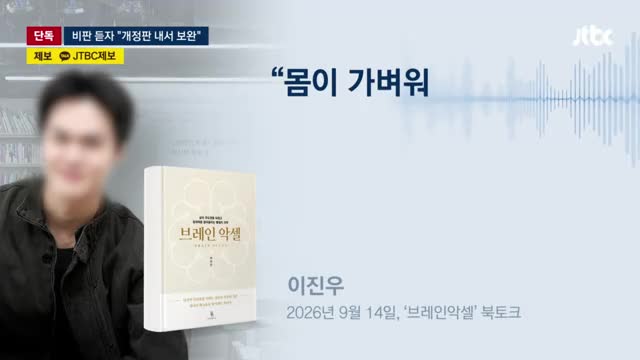 단독 비판 듣자 "개정판 내서 보완"
jtbc
제보 JTBC제보
“몸이 가벼워
브레인 악셀
이진우
2026년 9월 14일, ‘브레인악셀’ 북토크